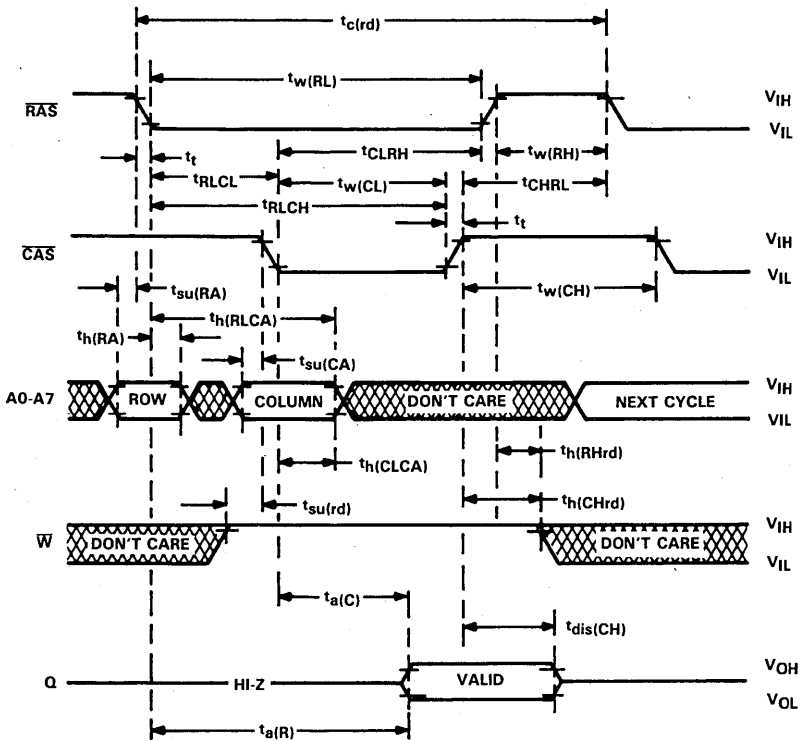 tc(rd)
tw(RL)
RAS
VIH
VIL
tCLRH
tw(RH)
tt
tRLCL
tw(CL)
tCHRL
tRLCH
tt
CAS
VIH
VIL
tsu(RA)
tw(CH)
th(RLCA)
th(RA)
tsu(CA)
A0-A7
ROW
COLUMN
DON'T CARE
NEXT CYCLE
VIH
VIL
th(RHrd)
th(CLCA)
th(CHrd)
tsu(rd)
W
DON'T CARE
DON'T CARE
VIH
VIL
ta(C)
tdis(CH)
Q
HI-Z
VALID
VOH
VOL
ta(R)